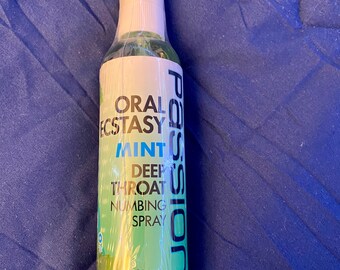 passion
ORAL
ECSTASY
MINT
DEEP
THROAT
NUMBING
SPRAY